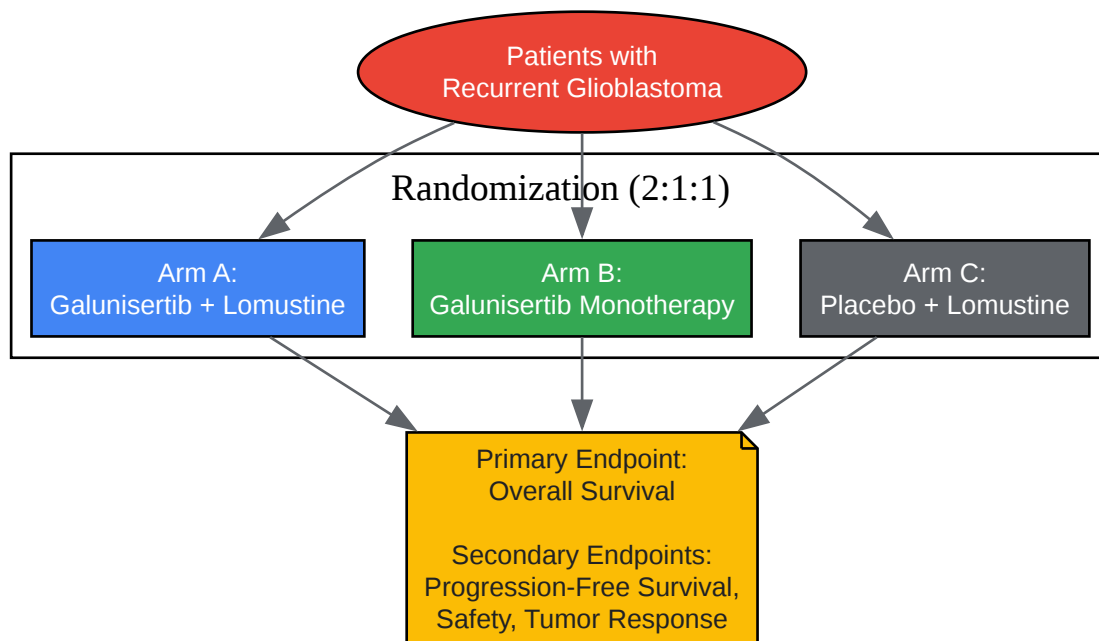 Patients with
Recurrent Glioblastoma
Randomization (2:1:1)
Arm A:
Galunisertib + Lomustine
Arm B:
Galunisertib Monotherapy
Arm C:
Placebo + Lomustine
Primary Endpoint:
Overall Survival
Secondary Endpoints:
Progression-Free Survival,
Safety, Tumor Response